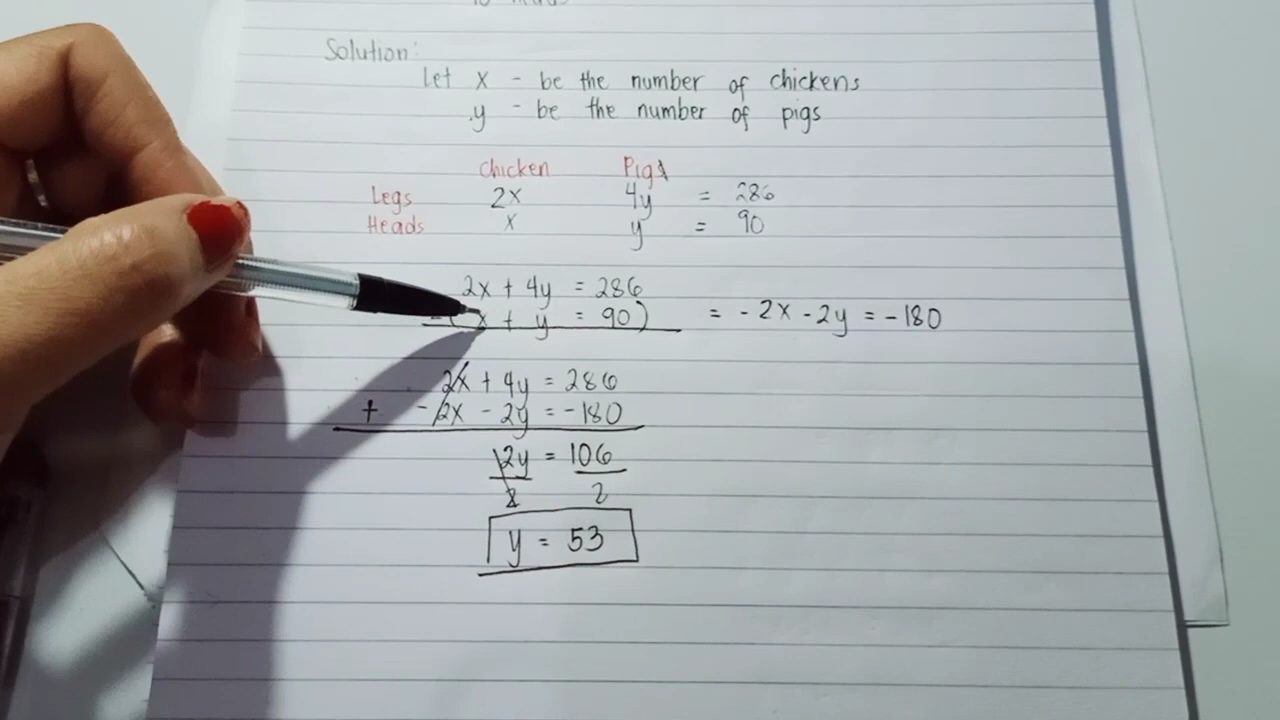 Solution:
Let x - be the number of chickens
y - be the number of pigs
Chicken Pigs
Legs 2x 4y = 286
Heads x y = 90
2x + 4y = 286
x + y = 90) = - 2x - 2y = -180
2x + 4y = 286
+ - 2x - 2y = -180
2y = 106
2 2
y = 53